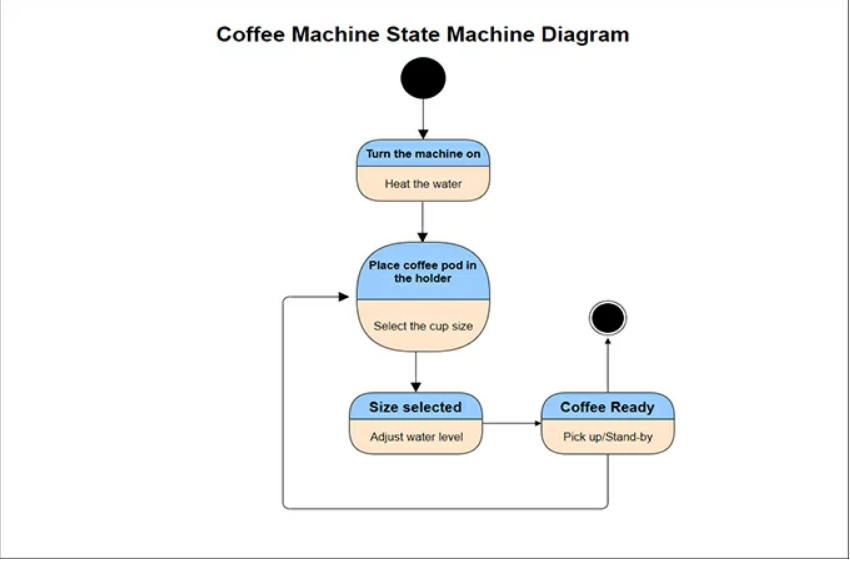 Coffee Machine State Machine Diagram
Turn the machine on
Heat the water
Place coffee pod in
the holder
Select the cup size
Size selected
Adjust water level
Coffee Ready
Pick up/Stand-by